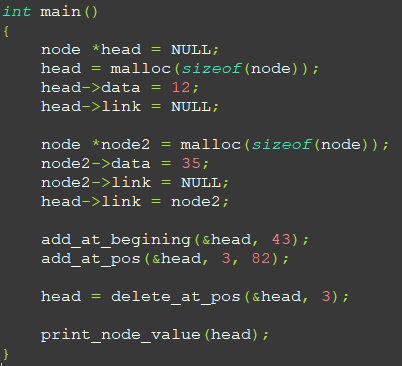 int main()
{
    node *head = NULL;
    head = malloc(sizeof(node));
    head->data = 12;
    head->link = NULL;

    node *node2 = malloc(sizeof(node));
    node2->data = 35;
    node2->link = NULL;
    head->link = node2;

    add_at_begining(&head, 43);
    add_at_pos(&head, 3, 82);

    head = delete_at_pos(&head, 3);

    print_node_value(head);
}